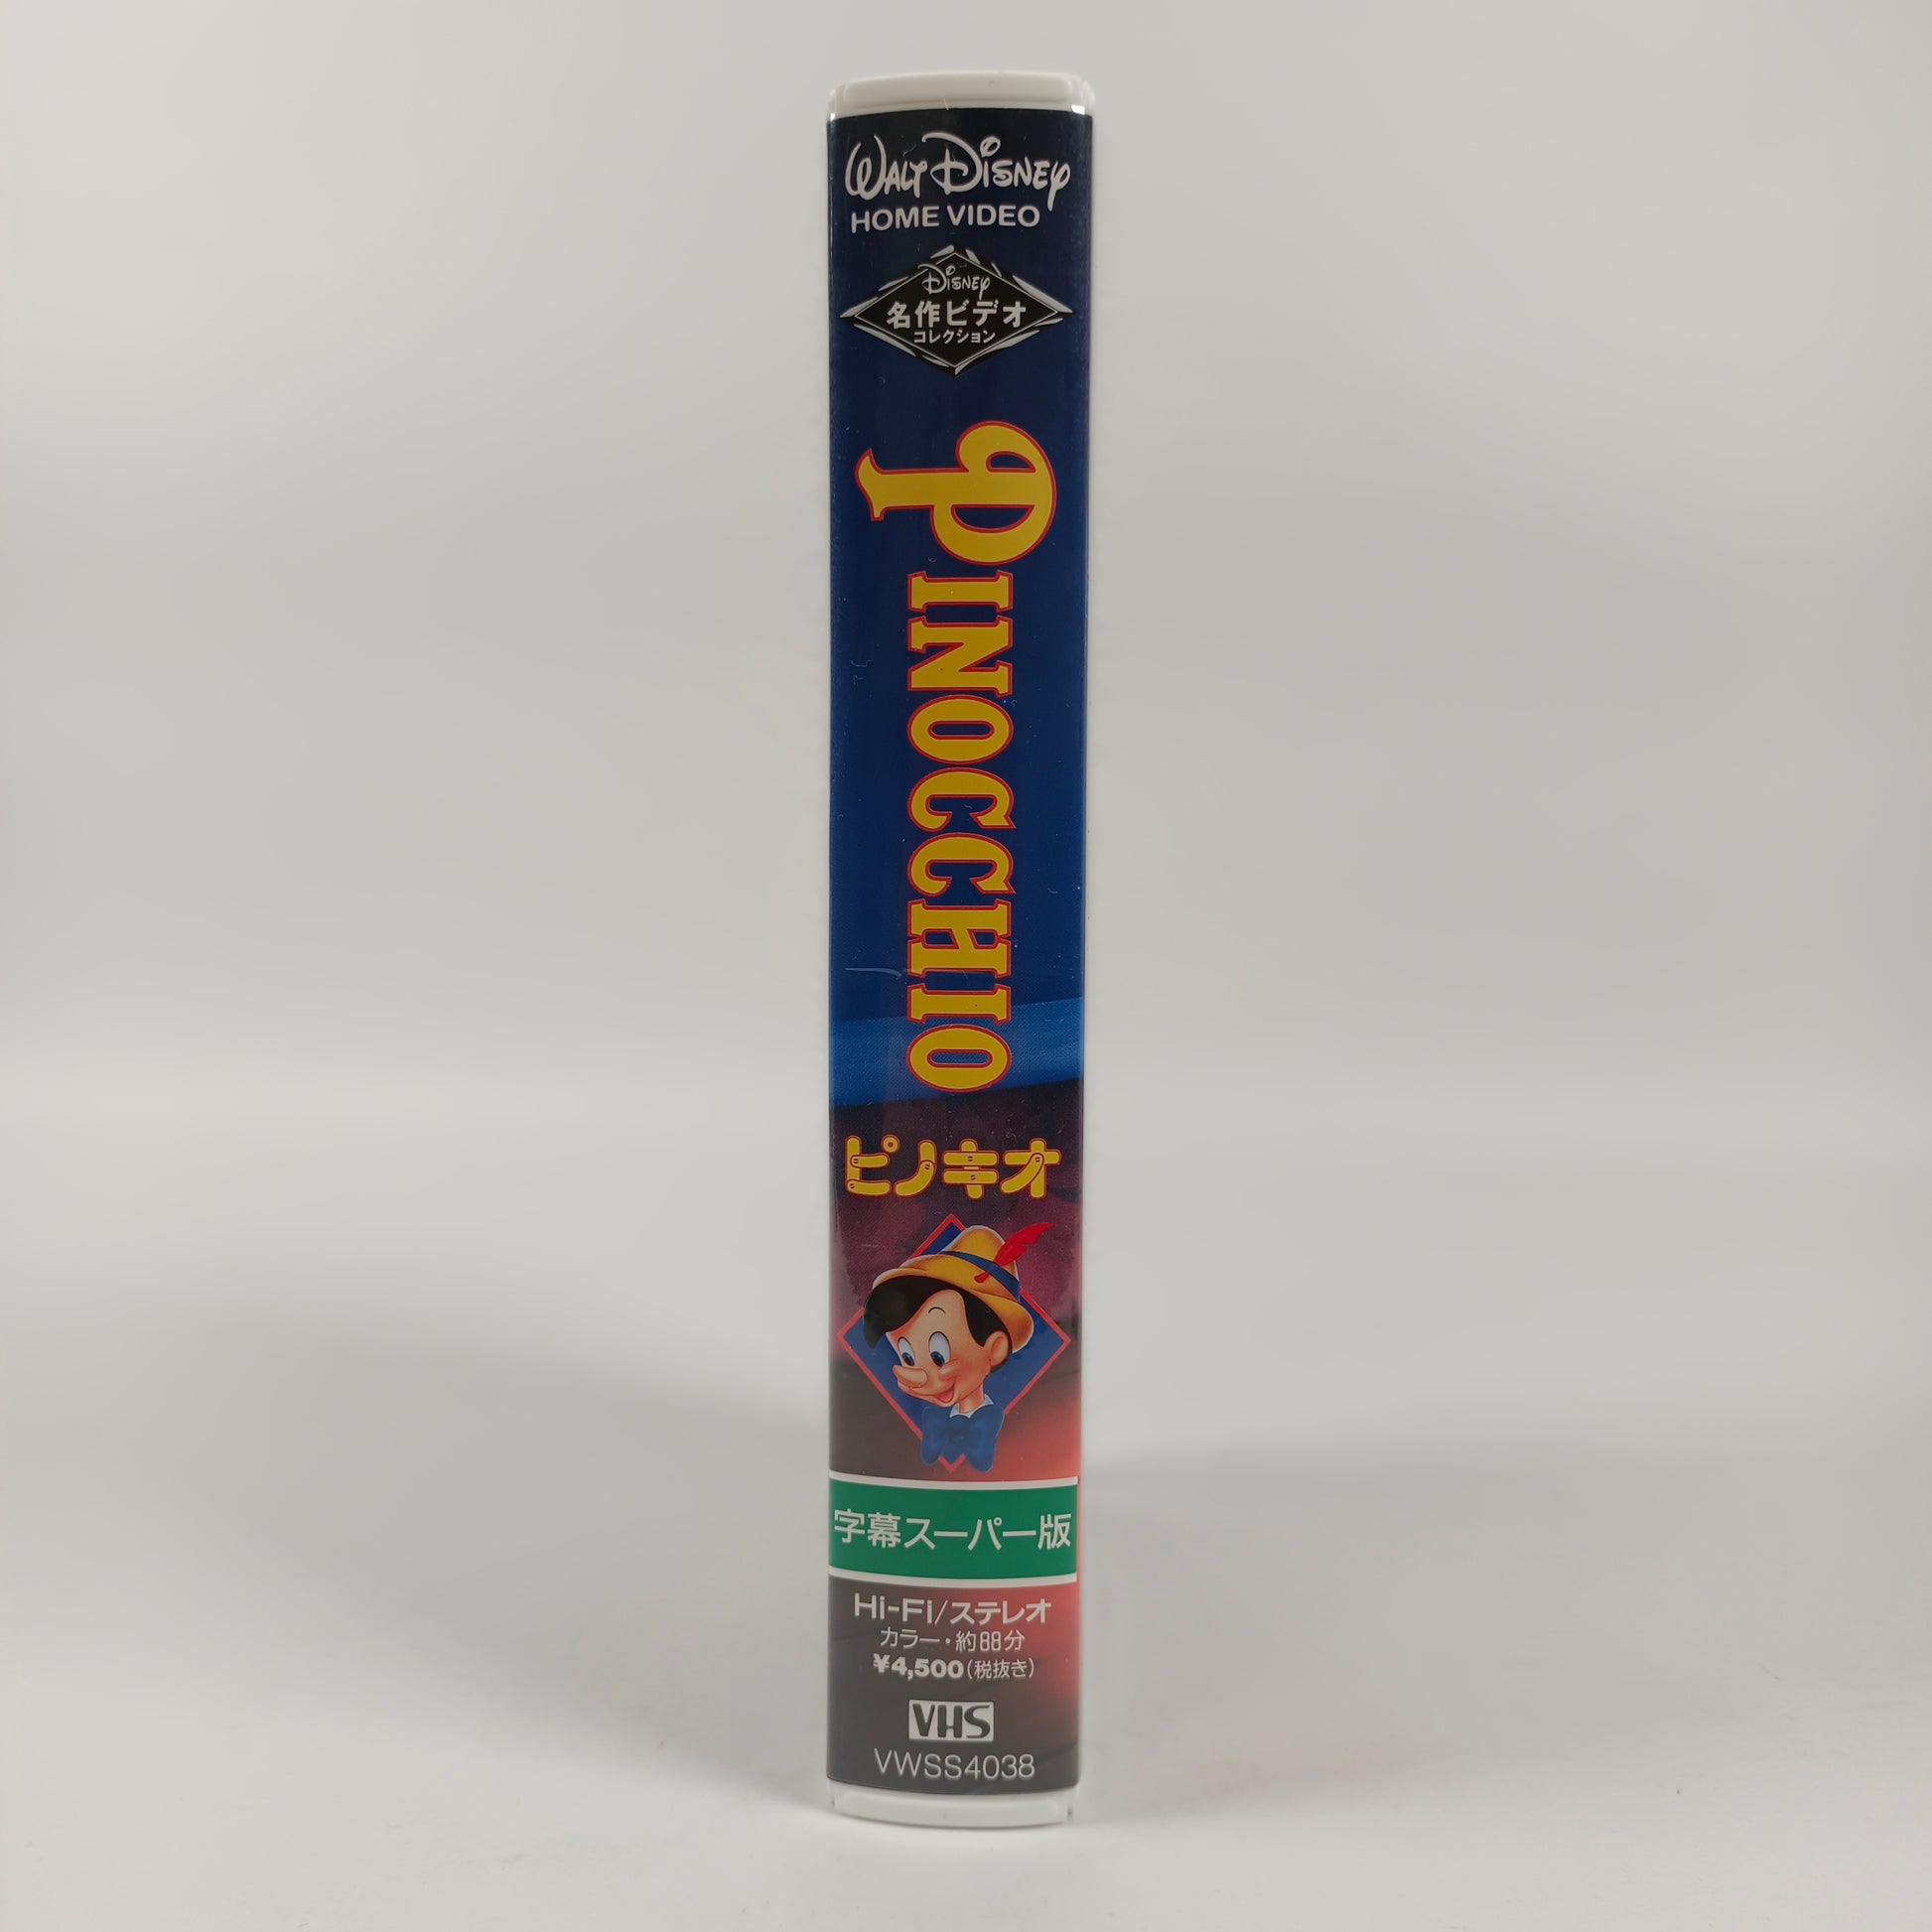 WALT DISNEY
HOME VIDEO
DISNEY
名作ビデオ
コレクション
PINOCCHIO
ピノキオ
字幕スーパー版
Hi-Fi/ステレオ
カラー・約88分
¥4,500(税抜き)
VHS
VWSS4038